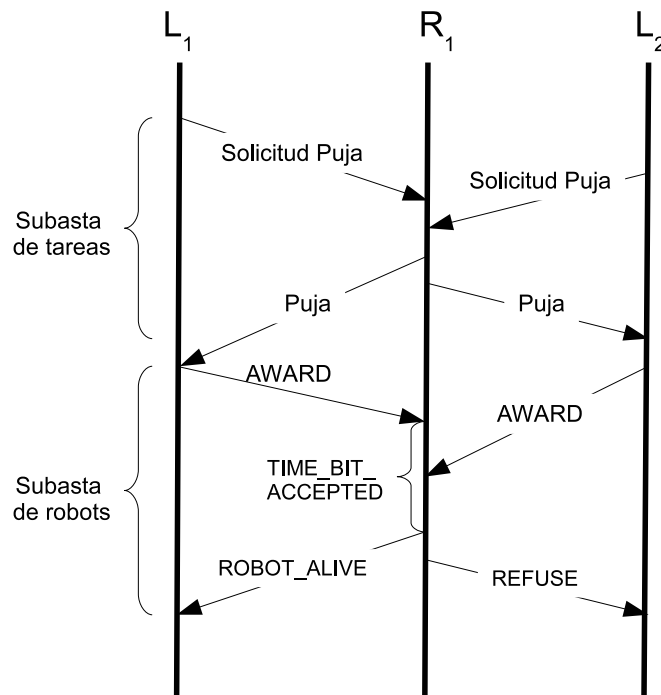 L1
R1
L2
Solicitud Puja
Solicitud Puja
Subasta
de tareas
Puja
Puja
AWARD
AWARD
TIME_BIT_
ACCEPTED
Subasta
de robots
ROBOT_ALIVE
REFUSE